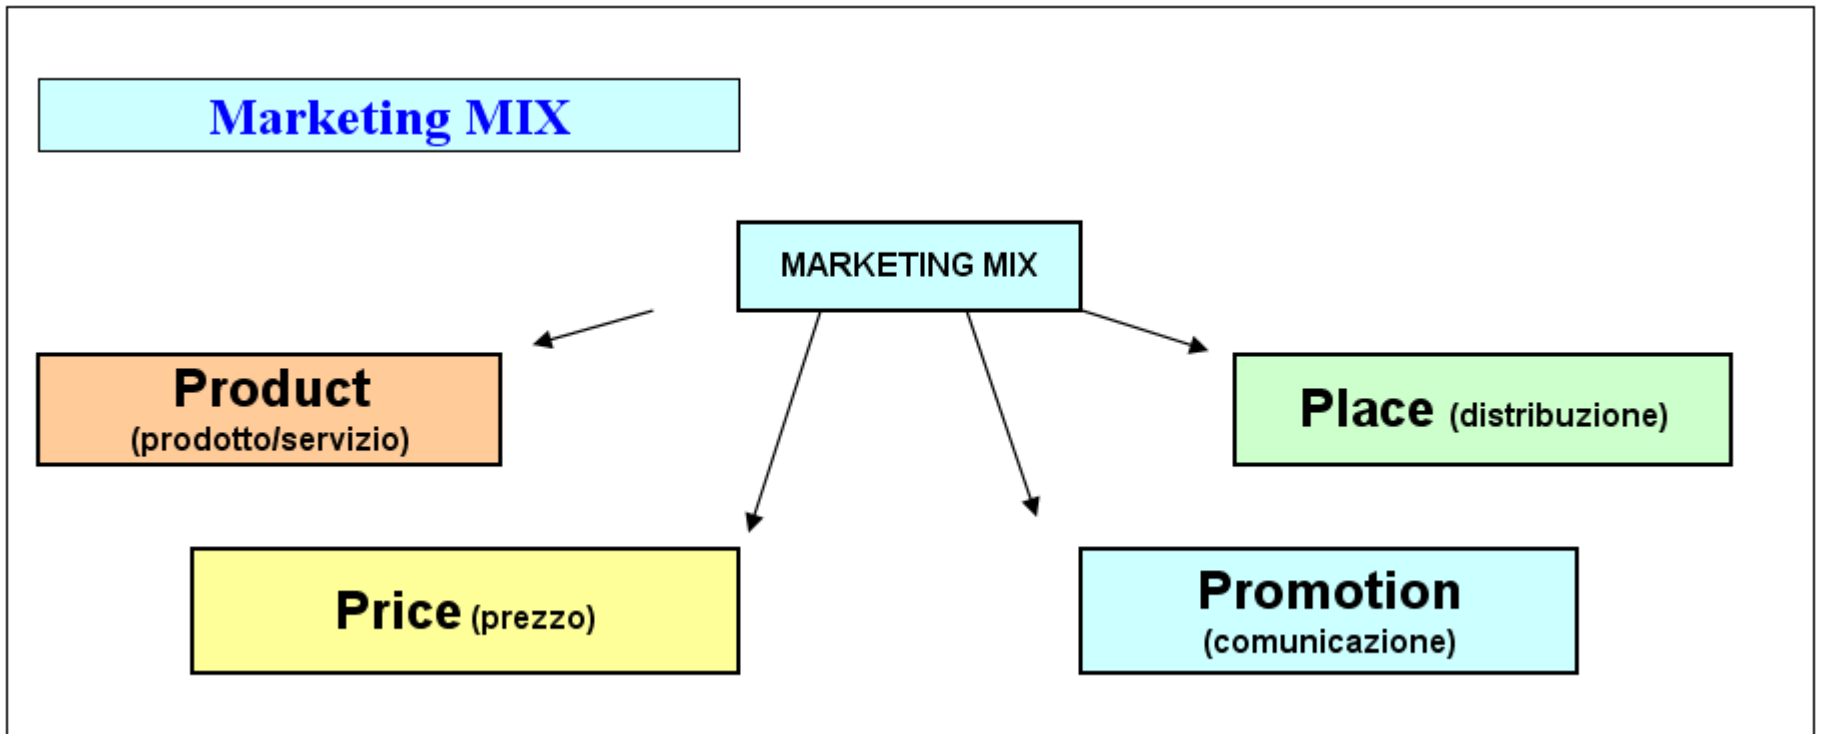 Marketing MIX
MARKETING MIX
Product
(prodotto/servizio)
Place (distribuzione)
Price (prezzo)
Promotion
(comunicazione)